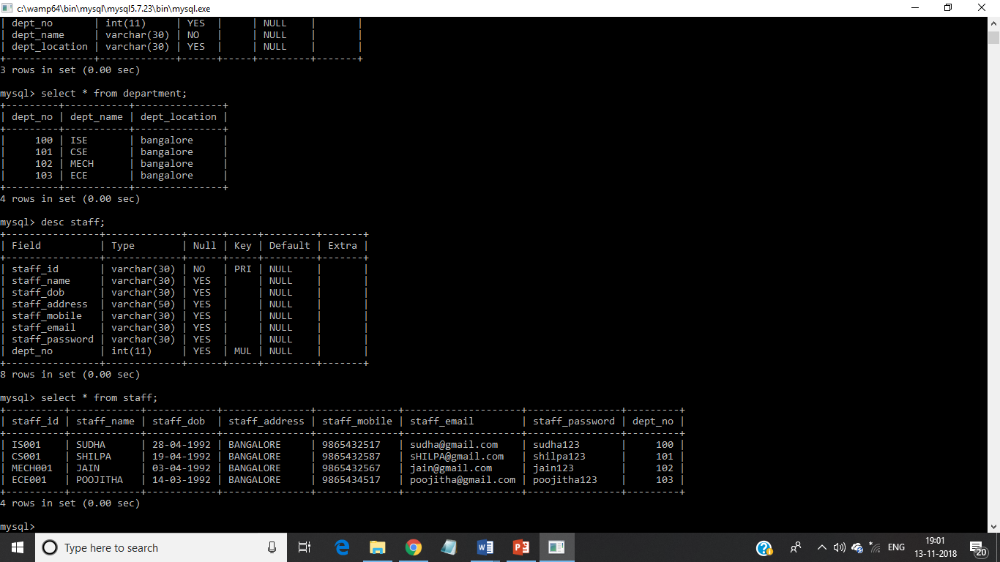 c:\wamp64\bin\mysql\mysql5.7.23\bin\mysql.exe
| dept_no       | int(11)     | YES  |     | NULL    |       |
| dept_name     | varchar(30) | NO   |     | NULL    |       |
| dept_location | varchar(30) | YES  |     | NULL    |       |
+---------------+-------------+------+-----+---------+-------+
3 rows in set (0.00 sec)
mysql> select * from department;
+---------+-----------+---------------+
| dept_no | dept_name | dept_location |
+---------+-----------+---------------+
|     100 | ISE       | bangalore     |
|     101 | CSE       | bangalore     |
|     102 | MECH      | bangalore     |
|     103 | ECE       | bangalore     |
+---------+-----------+---------------+
4 rows in set (0.00 sec)
mysql> desc staff;
+----------------+-------------+------+-----+---------+-------+
| Field          | Type        | Null | Key | Default | Extra |
+----------------+-------------+------+-----+---------+-------+
| staff_id       | varchar(30) | NO   | PRI | NULL    |       |
| staff_name     | varchar(30) | YES  |     | NULL    |       |
| staff_dob      | varchar(30) | YES  |     | NULL    |       |
| staff_address  | varchar(50) | YES  |     | NULL    |       |
| staff_mobile   | varchar(30) | YES  |     | NULL    |       |
| staff_email    | varchar(30) | YES  |     | NULL    |       |
| staff_password | varchar(30) | YES  |     | NULL    |       |
| dept_no        | int(11)     | YES  | MUL | NULL    |       |
+----------------+-------------+------+-----+---------+-------+
8 rows in set (0.00 sec)
mysql> select * from staff;
+----------+------------+------------+---------------+--------------+--------------------+----------------+---------+
| staff_id | staff_name | staff_dob  | staff_address | staff_mobile | staff_email        | staff_password | dept_no |
+----------+------------+------------+---------------+--------------+--------------------+----------------+---------+
| IS001    | SUDHA      | 28-04-1992 | BANGALORE     | 9865432517   | sudha@gmail.com    | sudha123       |     100 |
| CS001    | SHILPA     | 19-04-1992 | BANGALORE     | 9865432587   | sHILPA@gmail.com   | shilpa123      |     101 |
| MECH001  | JAIN       | 03-04-1992 | BANGALORE     | 9865432567   | jain@gmail.com     | jain123        |     102 |
| ECE001   | POOJITHA   | 14-03-1992 | BANGALORE     | 9865434517   | poojitha@gmail.com | poojitha123    |     103 |
+----------+------------+------------+---------------+--------------+--------------------+----------------+---------+
4 rows in set (0.00 sec)
mysql>
Type here to search
ENG
19:01
13-11-2018
20